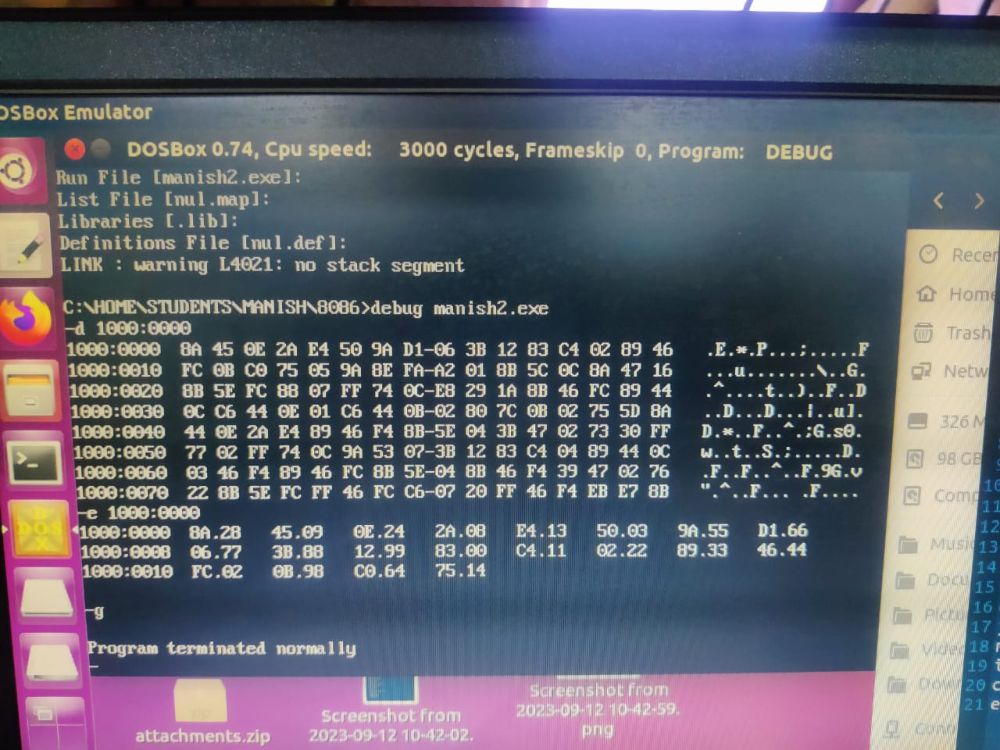 OSBox Emulator
DOSBox 0.74, Cpu speed: 3000 cycles, Frameskip 0, Program: DEBUG
Run File [manish2.exe]:
List File [nul.map]:
Libraries [.lib]:
Definitions File [nul.def]:
LINK : warning L4021: no stack segment
C:\HOME\STUDENTS\MANISH\8086>debug manish2.exe
-d 1000:0000
1000:0000 8A 45 0E 2A E4 50 9A D1-06 3B 12 83 C4 02 89 46 .E.*.P...;.....F
1000:0010 FC 0B C0 75 05 9A 8E FA-A2 01 8B 5C 0C 8A 47 16 ...u.......\..G.
1000:0020 8B 5E FC 88 07 FF 74 0C-E8 29 1A 8B 46 FC 89 44 .^....t..)..F..D
1000:0030 0C C6 44 0E 01 C6 44 0B-02 80 7C 0B 02 75 5D 8A ..D...D...|..u].
1000:0040 44 0E 2A E4 89 46 F4 8B-5E 04 3B 47 02 73 30 FF D.*..F..^.;G.s0.
1000:0050 77 02 FF 74 0C 9A 53 07-3B 12 83 C4 04 89 44 0C w..t..S.;.....D.
1000:0060 03 46 F4 89 46 FC 8B 5E-04 8B 46 F4 39 47 02 76 .F..F..^..F.9G.v
1000:0070 22 8B 5E FC FF 46 FC C6-07 20 FF 46 F4 EB E7 8B ".^..F... .F....
-e 1000:0000
1000:0000 8A.28 45.09 0E.24 2A.08 E4.13 50.03 9A.55 D1.66
1000:0008 06.77 3B.88 12.99 83.00 C4.11 02.22 89.33 46.44
1000:0010 FC.02 0B.98 C0.64 75.14
-g
Program terminated normally
-
attachments.zip
Screenshot from
2023-09-12 10-42-02.
Screenshot from
2023-09-12 10-42-59.
png
Recer
Home
Trash
Netw
326 M
98 GB
Comp
Music
Docu
Pictu
Video
Down
Conn
10
11
12
13
14
15
16
17
18
19 t
20 c
21 e